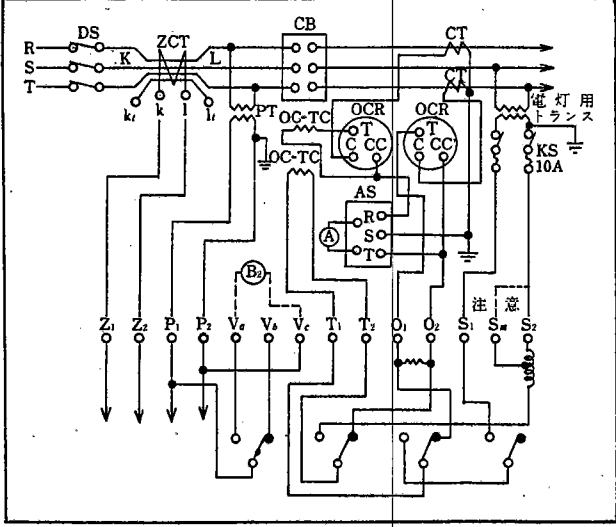 DS
ZCT
CB
CT
R
S
T
K
L
CT
kt k l lt
PT
OC-TC
OCR
OCR
T
C CC
T
C CC
電灯用
トランス
KS
10A
OC-TC
AS
R
S
T
A
B2
注意
Z1 Z2 P1 P2 Va Vb Vc T1 T2 O1 O2 S1 Sm S2